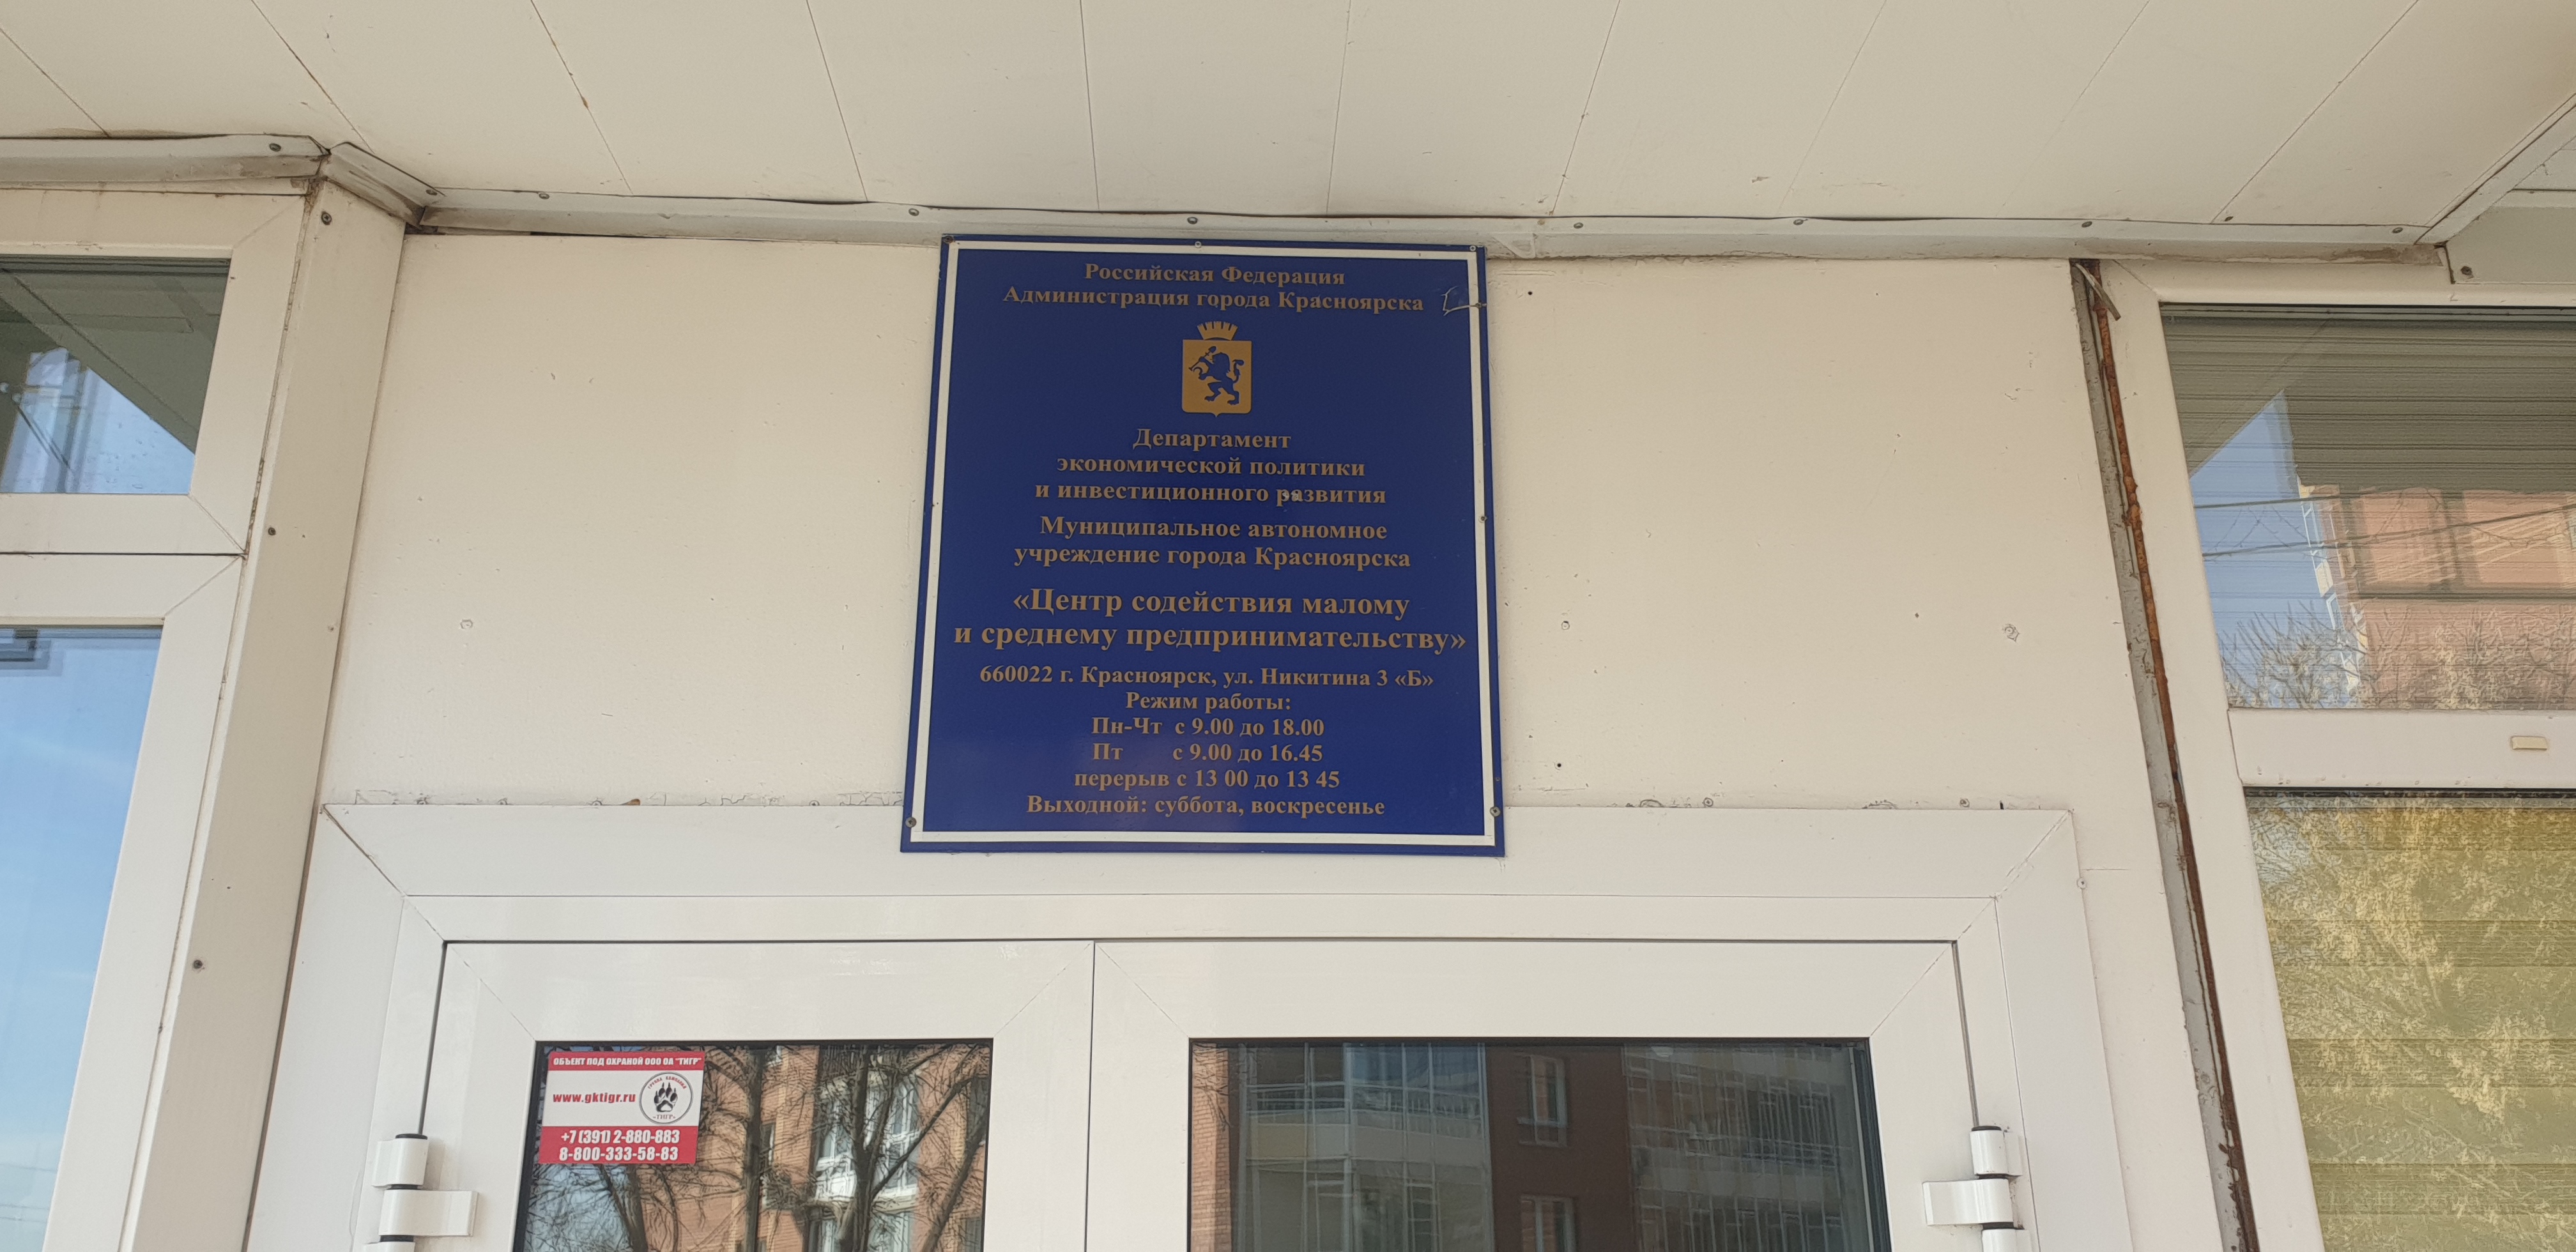 Российская Федерация
Администрация города Красноярска
Департамент
экономической политики
и инвестиционного развития
Муниципальное автономное
учреждение города Красноярска
«Центр содействия малому
и среднему предпринимательству»
660022 г. Красноярск, ул. Никитина 3 «Б»
Режим работы:
Пн-Чт с 9.00 до 18.00
Пт с 9.00 до 16.45
перерыв с 13 00 до 13 45
Выходной: суббота, воскресенье
ОБЪЕКТ ПОД ОХРАНОЙ ООО ОА "ТИГР"
www.gktigr.ru
ГРУППА КОМПАНИЙ
«ТИГР»
+7 (391) 2-880-883
8-800-333-58-83